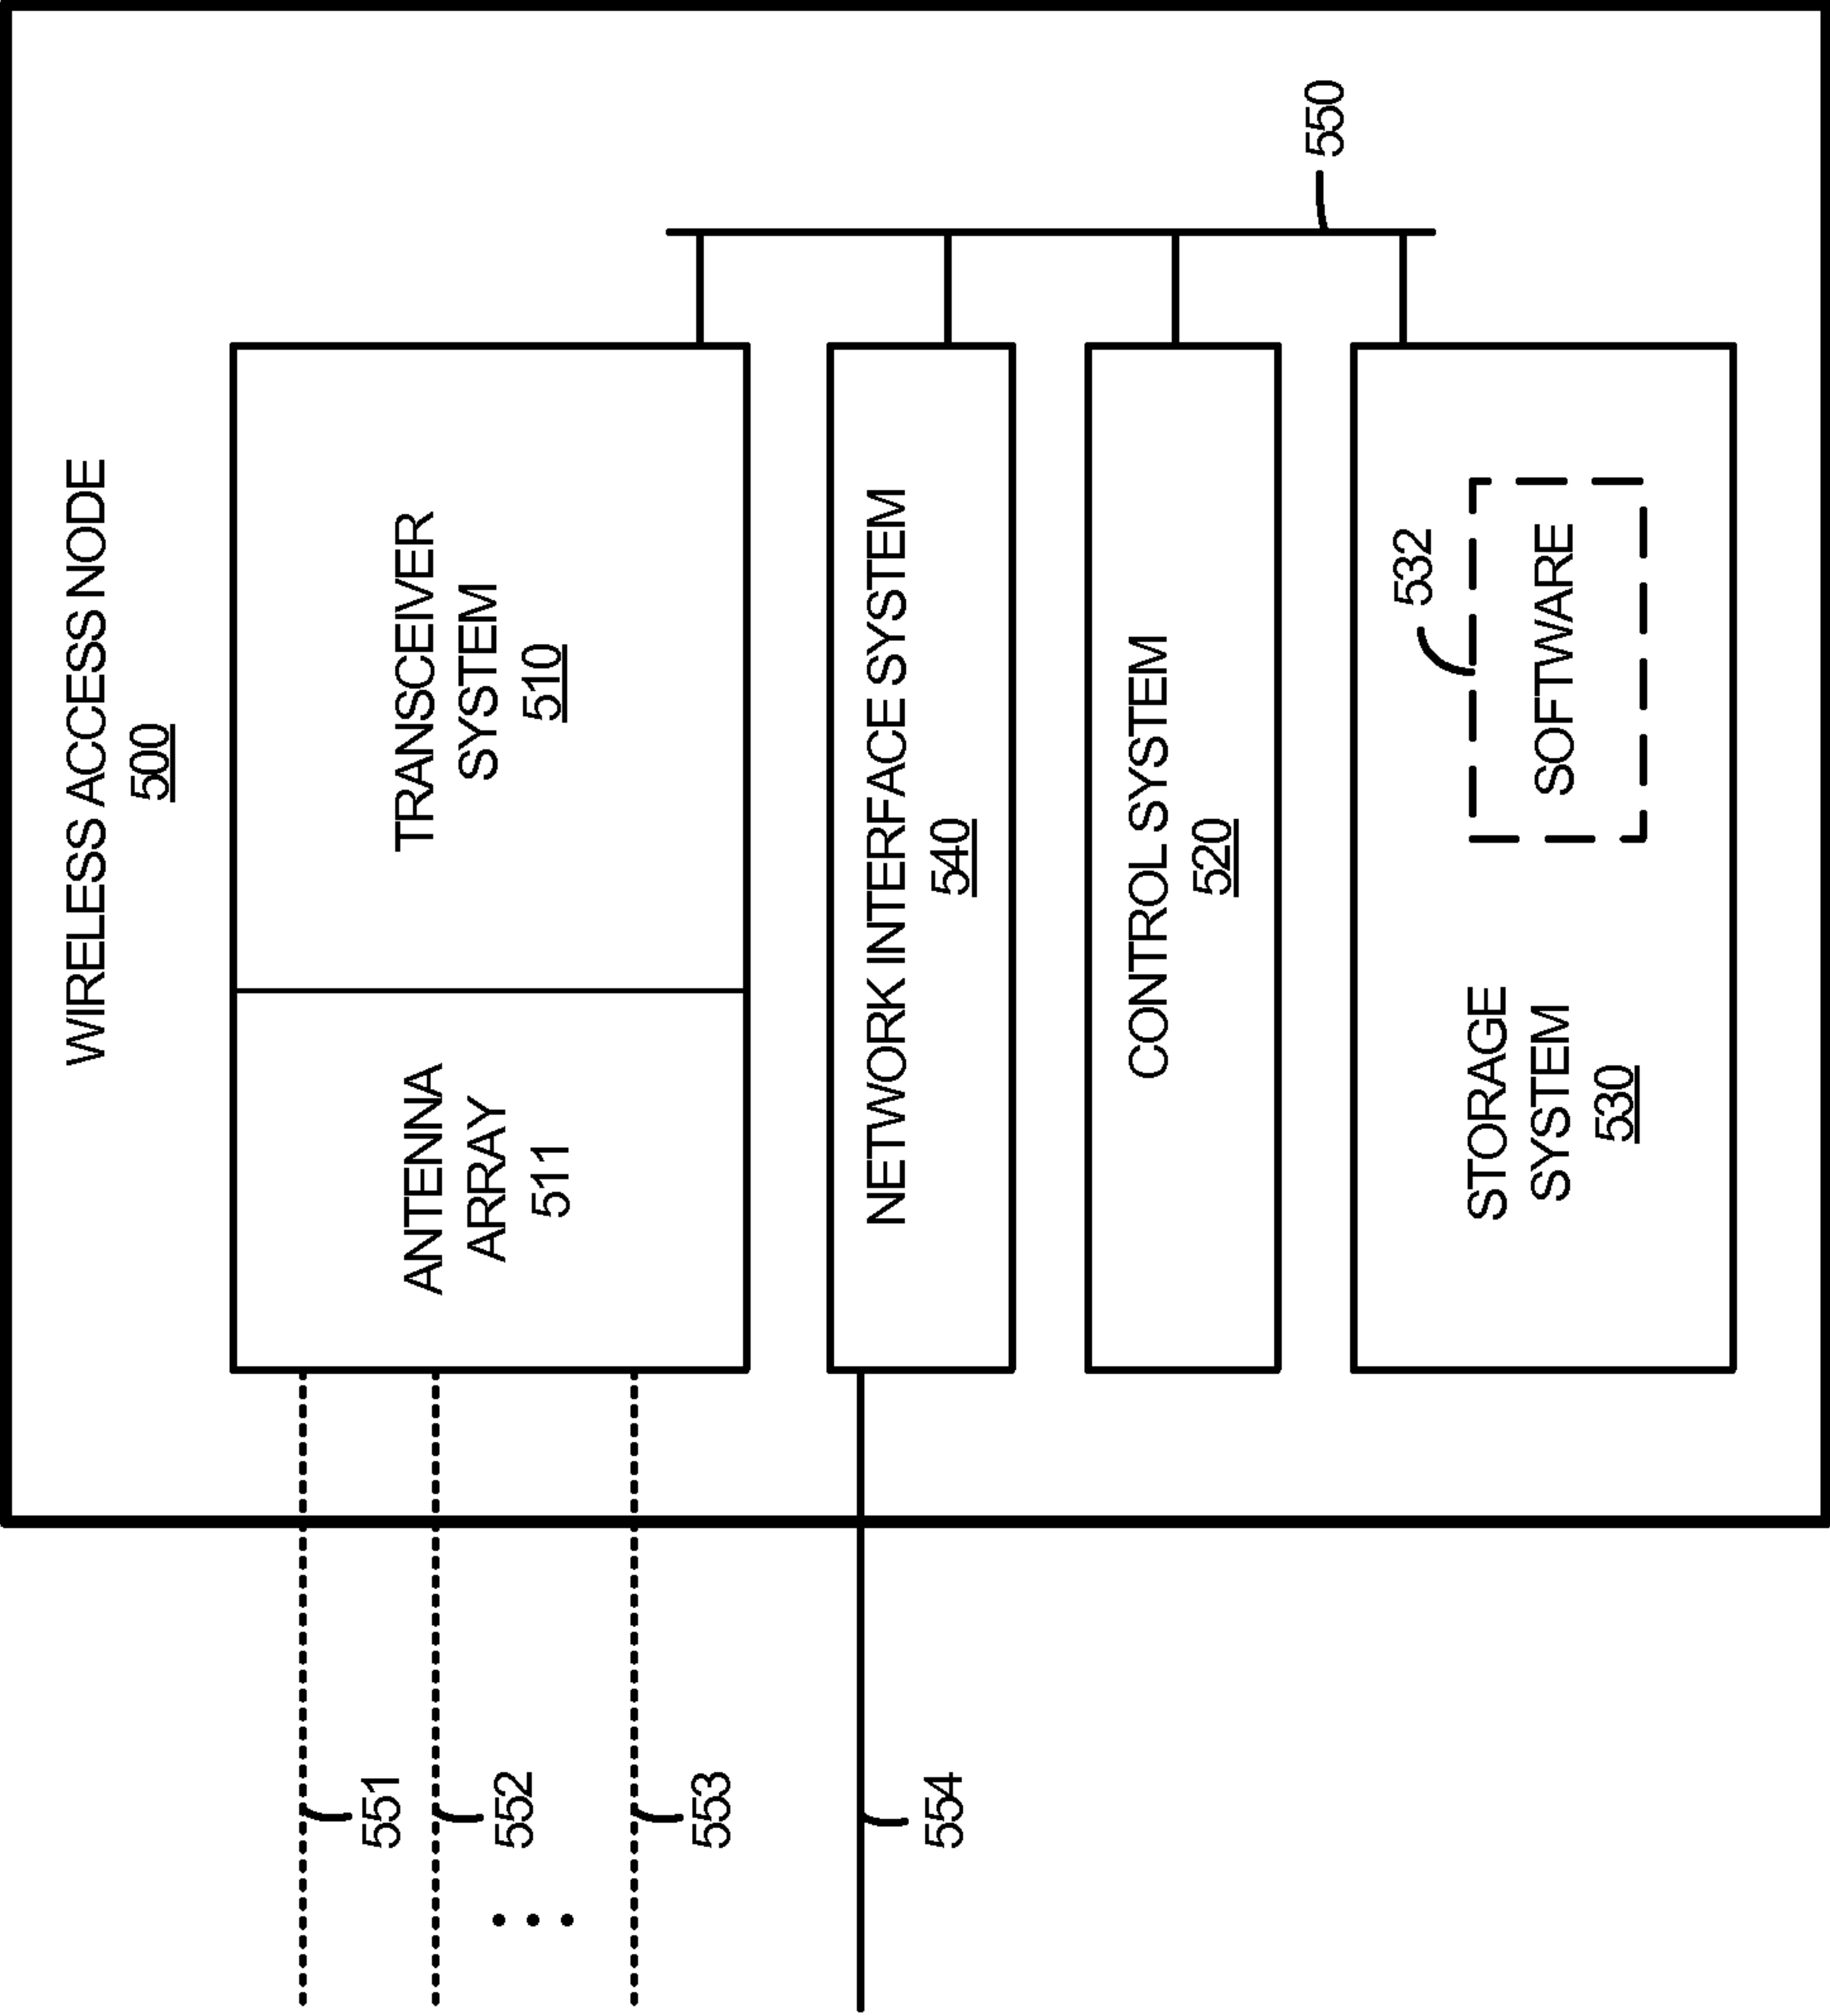 WIRELESS ACCESS NODE
500
551
552
553
554
ANTENNA
ARRAY
511
TRANSCEIVER
SYSTEM
510
NETWORK INTERFACE SYSTEM
540
CONTROL SYSTEM
520
STORAGE
SYSTEM
530
532
SOFTWARE
550